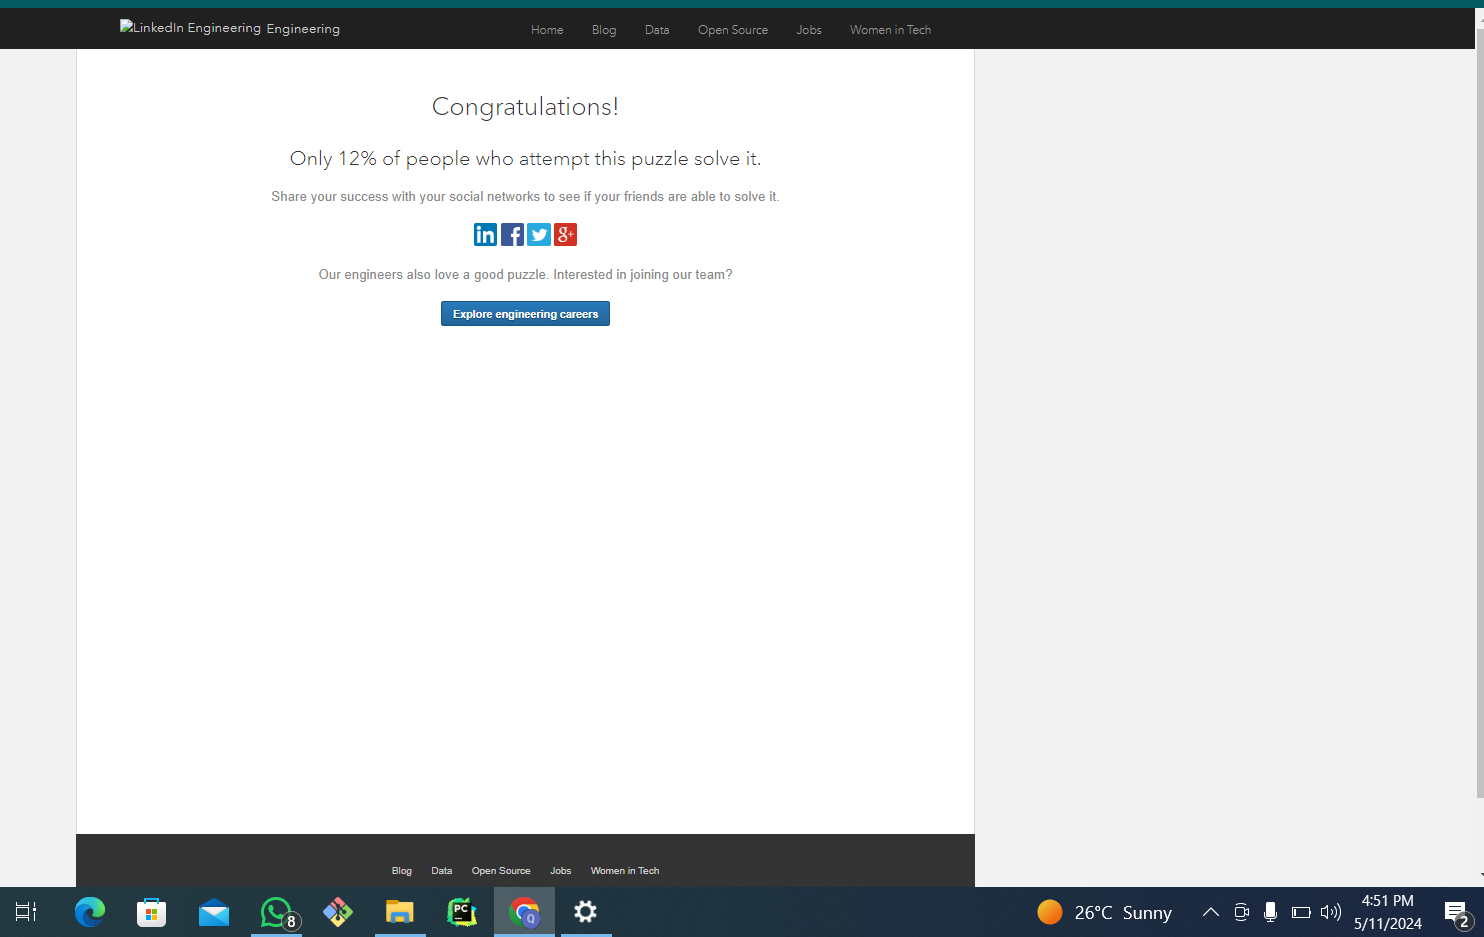 LinkedIn Engineering Engineering
Home Blog Data Open Source Jobs Women in Tech
Congratulations!
Only 12% of people who attempt this puzzle solve it.
Share your success with your social networks to see if your friends are able to solve it.
in f g+
Our engineers also love a good puzzle. Interested in joining our team?
Explore engineering careers
Blog Data Open Source Jobs Women in Tech
8
PC
Q
26°C Sunny
4:51 PM
5/11/2024
2